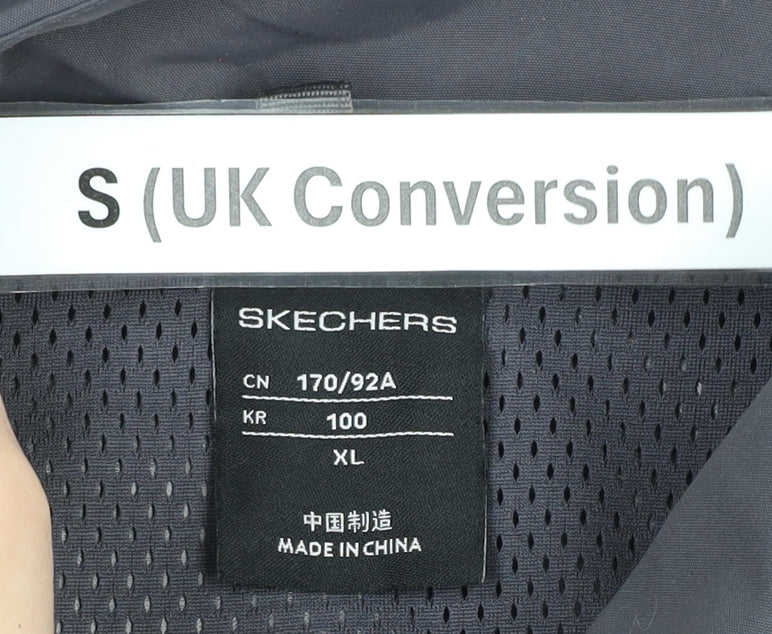 S (UK Conversion)
SKECHERS
CN 170/92A
KR 100
XL
中国制造
MADE IN CHINA